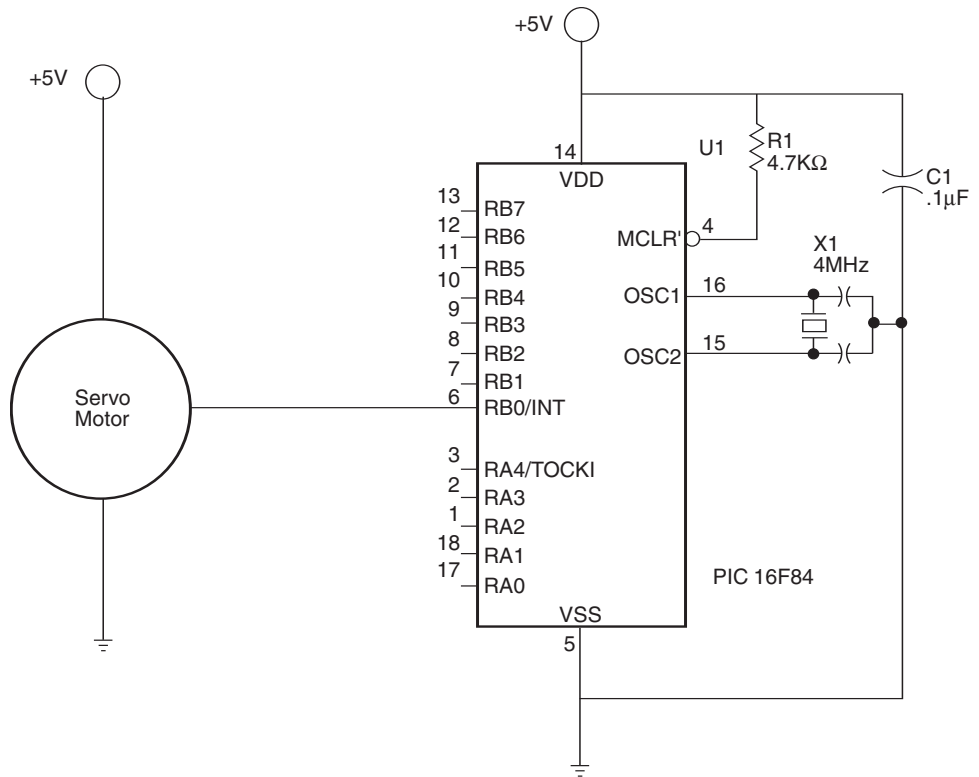 +5V
+5V
U1
R1
4.7KΩ
C1
.1µF
14
VDD
13
RB7
12
RB6
11
RB5
10
RB4
9
RB3
8
RB2
7
RB1
6
RB0/INT
3
RA4/TOCKI
2
RA3
1
RA2
18
RA1
17
RA0
MCLR'
4
X1
4MHz
OSC1
16
OSC2
15
Servo
Motor
PIC 16F84
VSS
5